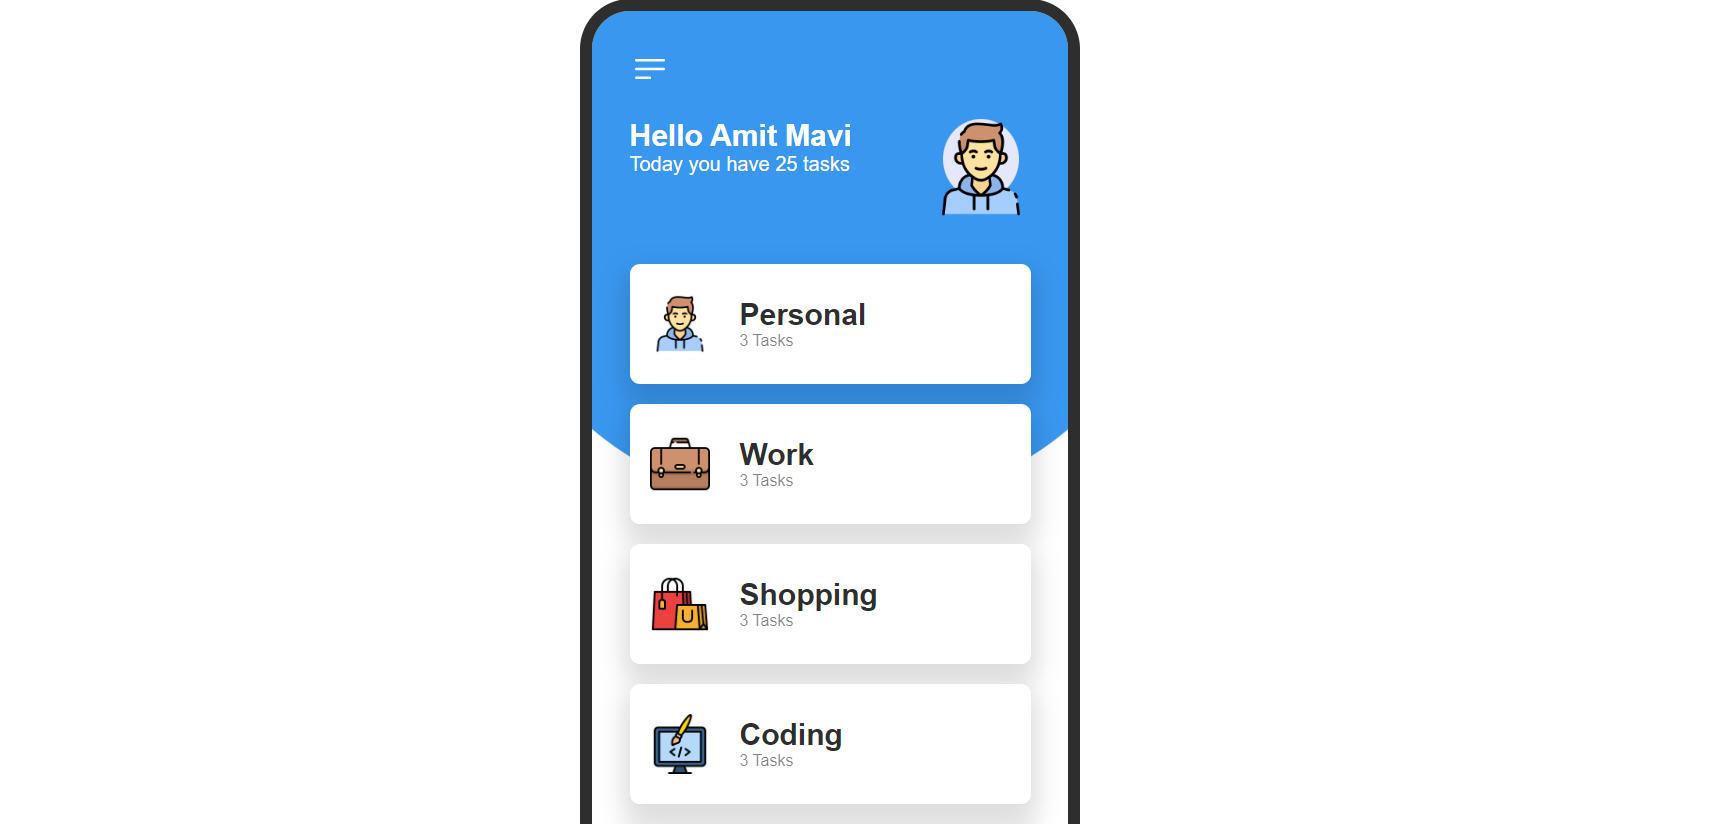 Hello Amit Mavi
Today you have 25 tasks
Personal
3 Tasks
Work
3 Tasks
Shopping
3 Tasks
</>
Coding
3 Tasks